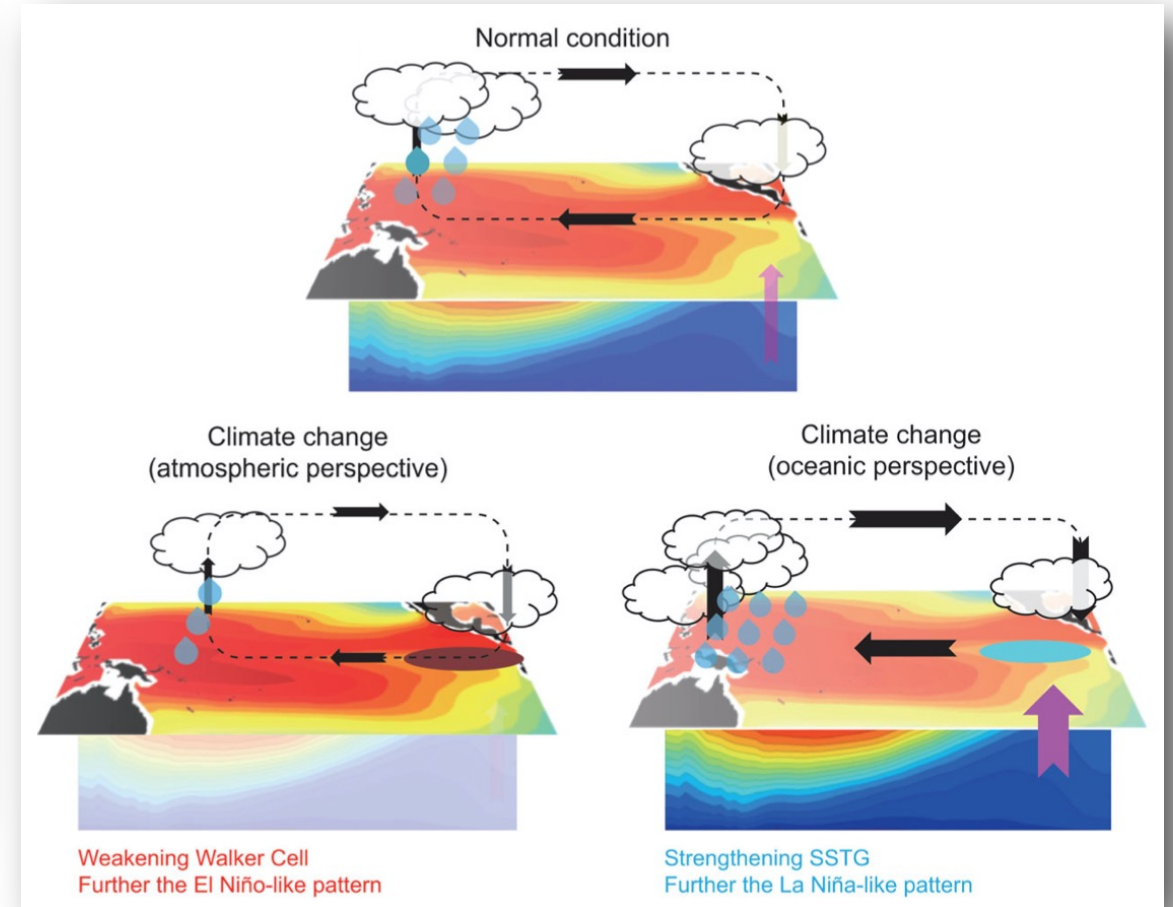 Normal condition
Climate change
(atmospheric perspective)
Climate change
(oceanic perspective)
Weakening Walker Cell
Further the El Niño-like pattern
Strengthening SSTG
Further the La Niña-like pattern